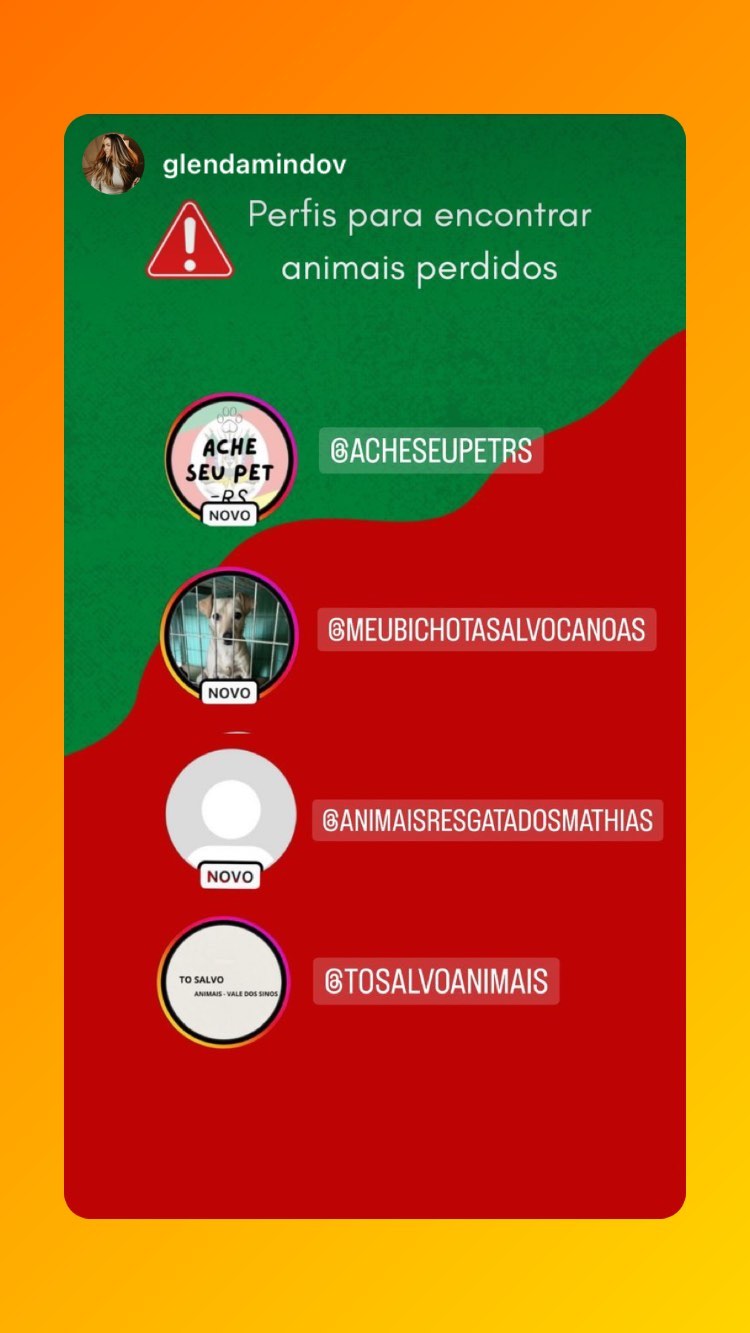 glendamindov
Perfis para encontrar
animais perdidos
ACHE
SEU PET
-RS
NOVO
@ACHESEUPETRS
NOVO
@MEUBICHOTASALVOCANOAS
NOVO
@ANIMAISRESGATADOSMATHIAS
TO SALVO
ANIMAIS - VALE DOS SINOS
@TOSALVOANIMAIS